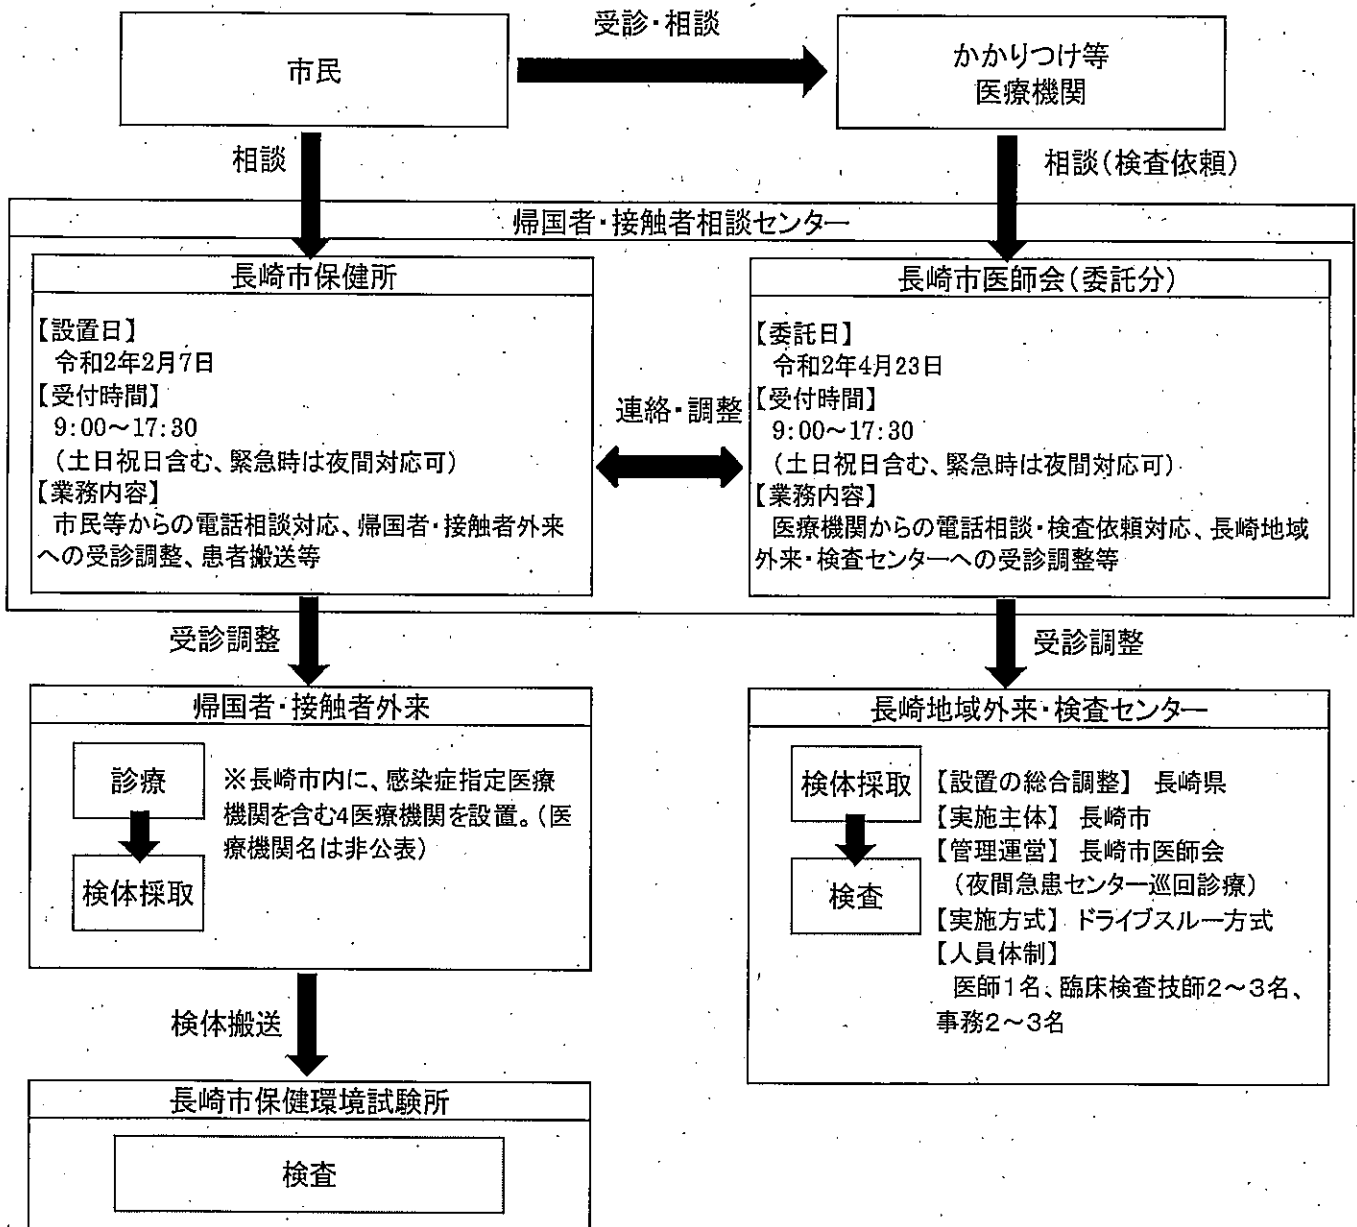 受診・相談
市民
かかりつけ等
医療機関
相談
相談(検査依頼)
帰国者・接触者相談センター
長崎市保健所
【設置日】
令和2年2月7日
【受付時間】
9:00～17:30
(土日祝日含む、緊急時は夜間対応可)
【業務内容】
市民等からの電話相談対応、帰国者・接触者外来
への受診調整、患者搬送等
連絡・調整
長崎市医師会(委託分)
【委託日】
令和2年4月23日
【受付時間】
9:00～17:30
(土日祝日含む、緊急時は夜間対応可)
【業務内容】
医療機関からの電話相談・検査依頼対応、長崎地域
外来・検査センターへの受診調整等
受診調整
受診調整
帰国者・接触者外来
診療
検体採取
※長崎市内に、感染症指定医療
機関を含む4医療機関を設置。(医
療機関名は非公表)
長崎地域外来・検査センター
検体採取
検査
【設置の総合調整】 長崎県
【実施主体】 長崎市
【管理運営】 長崎市医師会
(夜間急患センター巡回診療)
【実施方式】 ドライブスルー方式
【人員体制】
医師1名、臨床検査技師2～3名、
事務2～3名
検体搬送
長崎市保健環境試験所
検査